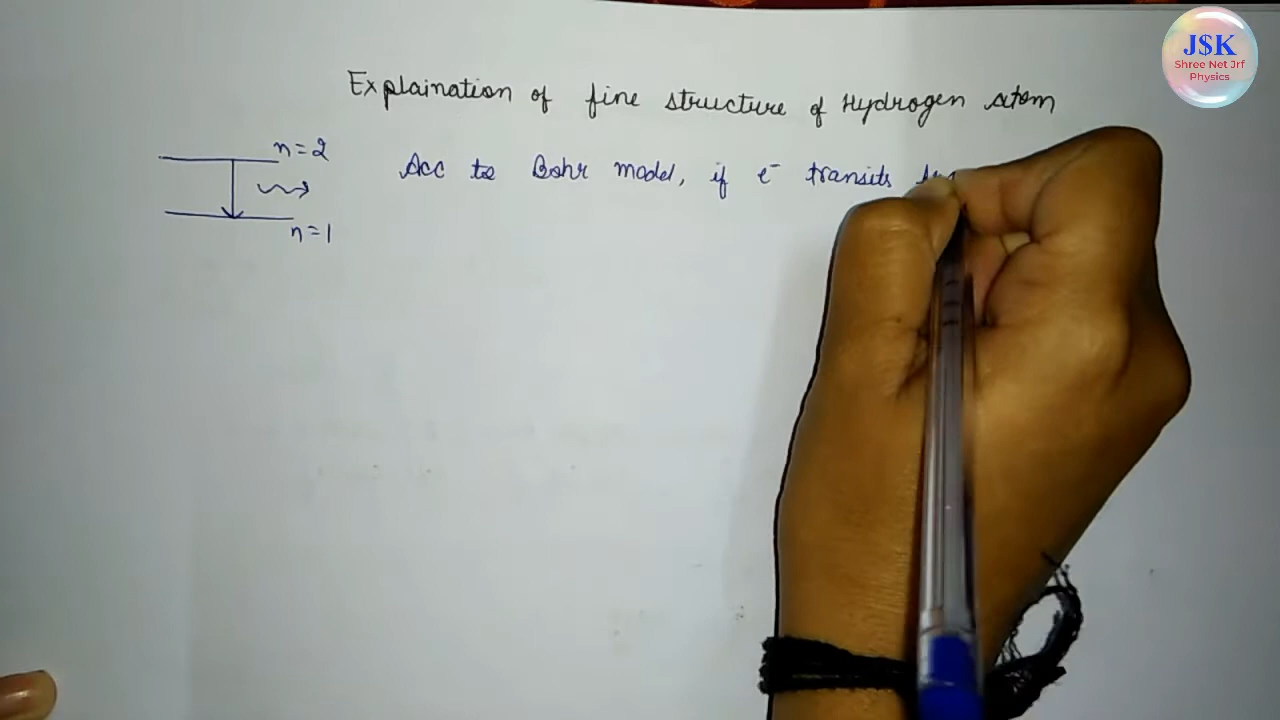 J$K
Shree Net Jrf
Physics
Explaination of fine structure of Hydrogen atom
n=2
Acc to Bohr model, if e⁻ transits
n=1